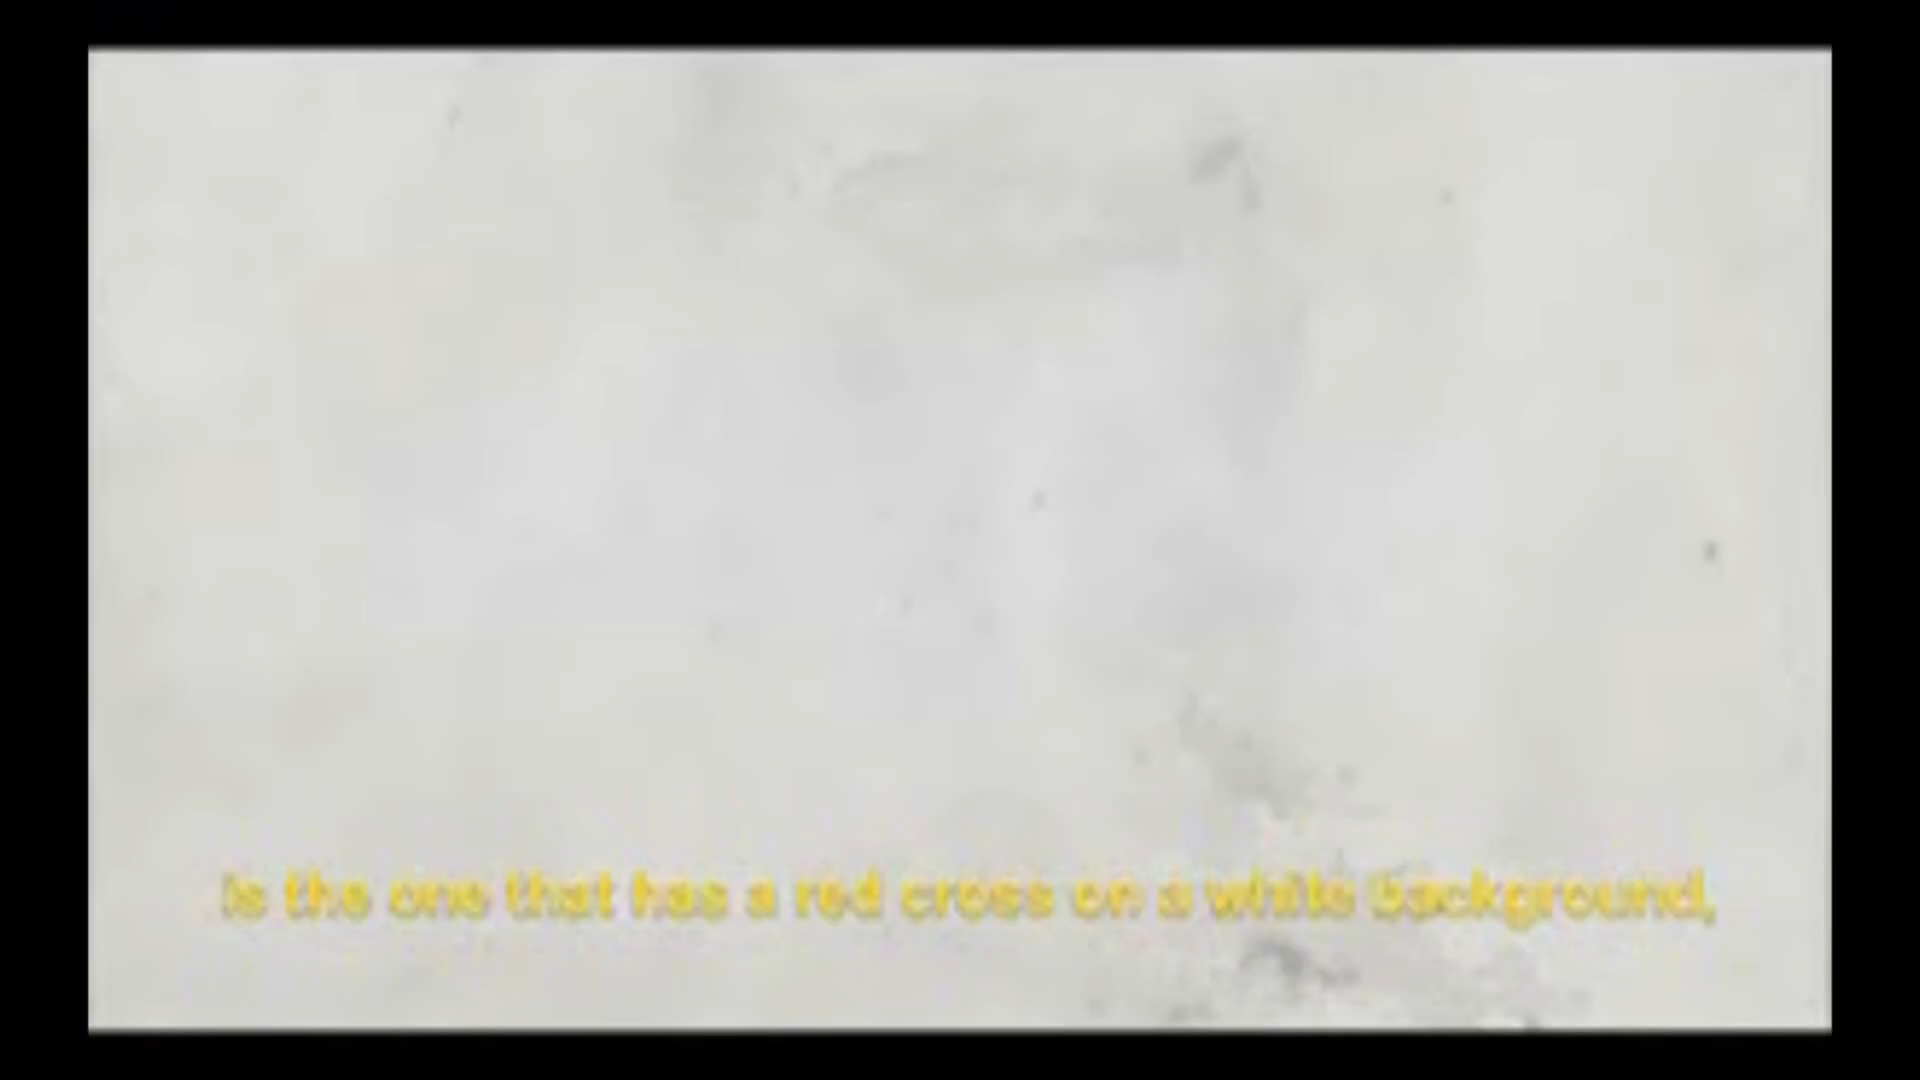 is the one that has a red cross on a white background,